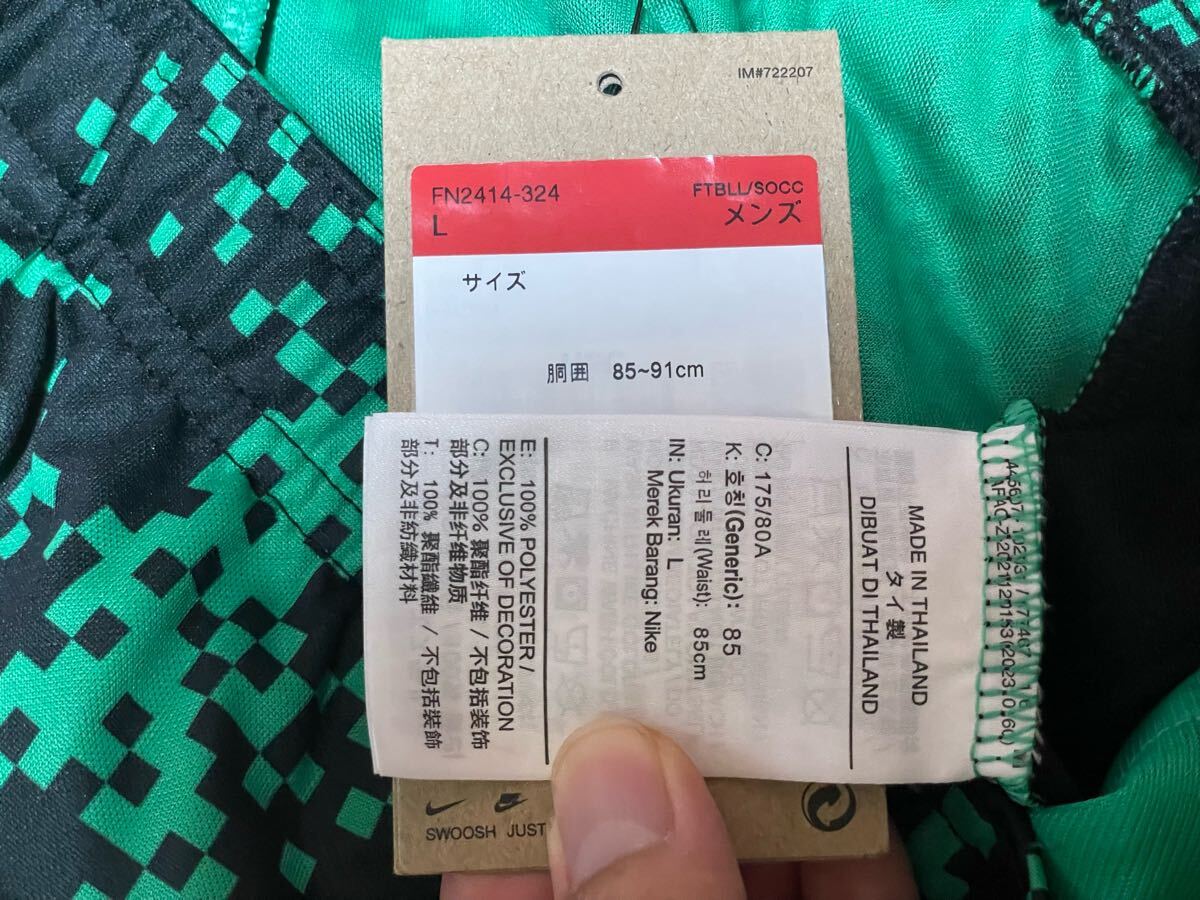 IM#722207
FN2414-324
FTBLL/SOCC
L
メンズ
サイズ
胴囲 85~91cm
MADE IN THAILAND
タイ製
DIBUAT DI THAILAND
C: 175/80A
K: 호칭(Generic): 85
허리둘레(Waist): 85cm
IN: Ukuran: L
Merek Barang: Nike
E: 100% POLYESTER/
EXCLUSIVE OF DECORATION
C: 100% 聚酯纤维 / 不包括装饰
部分及非纤维物质
T: 100% 聚酯纖維 / 不包括裝飾
部分及非紡織材料
SWOOSH JUST